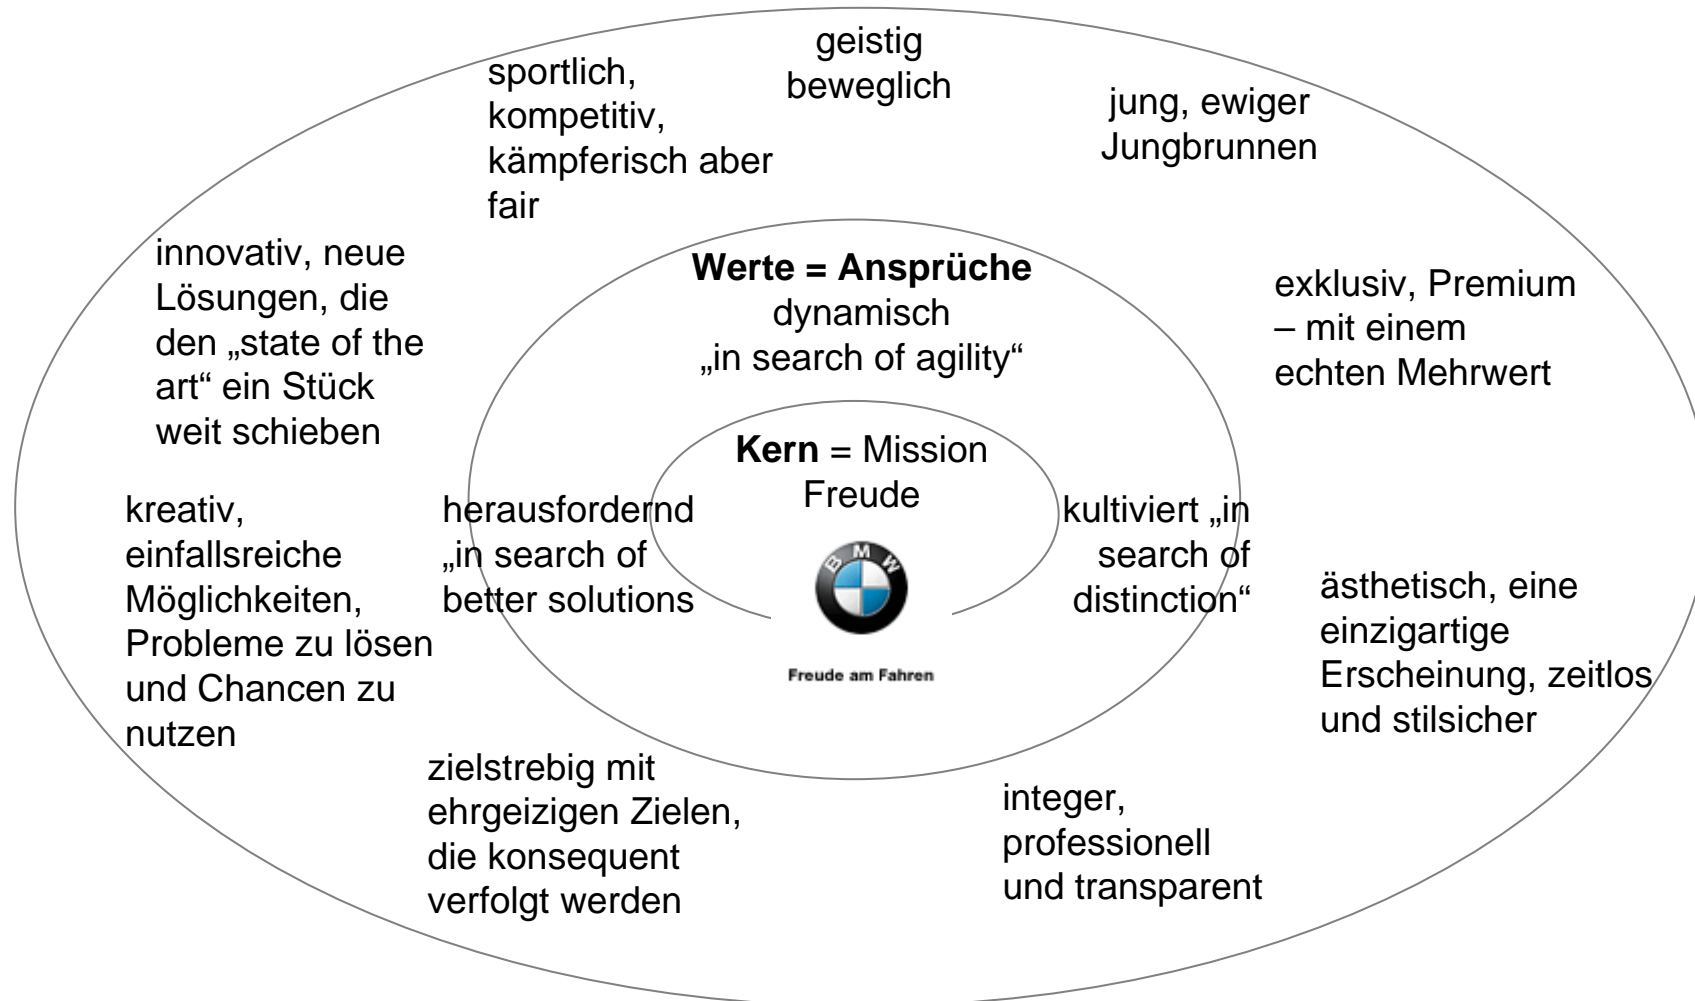 geistig
beweglich
sportlich,
kompetitiv,
kämpferisch aber
fair
jung, ewiger
Jungbrunnen
innovativ, neue
Lösungen, die
den „state of the
art“ ein Stück
weit schieben
Werte = Ansprüche
dynamisch
„in search of agility“
exklusiv, Premium
– mit einem
echten Mehrwert
Kern = Mission
Freude
kreativ,
einfallsreiche
Möglichkeiten,
Probleme zu lösen
und Chancen zu
nutzen
herausfordernd
„in search of
better solutions
BMW
Freude am Fahren
kultiviert „in
search of
distinction“
ästhetisch, eine
einzigartige
Erscheinung, zeitlos
und stilsicher
zielstrebig mit
ehrgeizigen Zielen,
die konsequent
verfolgt werden
integer,
professionell
und transparent